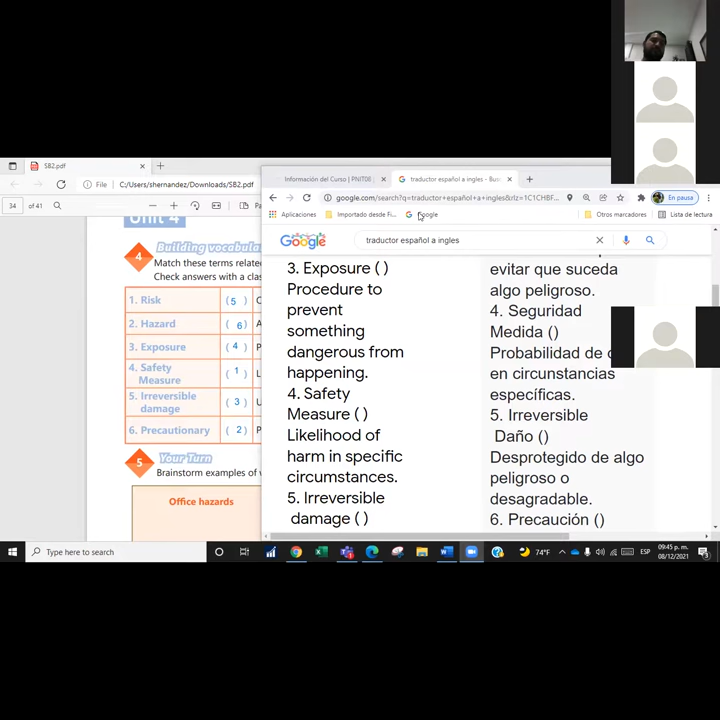 SB2.pdf
File
C:/Users/shernandez/Downloads/SB2.pdf
34
of 41
Unit 4
4
Building vocabula
Match these terms related
Check answers with a clas
1. Risk
( 5 )
2. Hazard
( 6 )
A
3. Exposure
( 4 )
P
4. Safety
Measure
( 1 )
L
5. Irreversible
damage
( 3 )
U
6. Precautionary
( 2 )
P
5
Your Turn
Brainstorm examples of w
Office hazards
Información del Curso | PNIT08
traductor español a ingles - Bus
google.com/search?q=traductor+español+a+ingles&rlz=1C1CHBF...
En pausa
Aplicaciones
Importado desde Fi...
Google
Otros marcadores
Lista de lectura
Google
traductor español a ingles
3. Exposure ( )
Procedure to
prevent
something
dangerous from
happening.
4. Safety
Measure ( )
Likelihood of
harm in specific
circumstances.
5. Irreversible
damage ( )
evitar que suceda
algo peligroso.
4. Seguridad
Medida ()
Probabilidad de
en circunstancias
específicas.
5. Irreversible
Daño ()
Desprotegido de algo
peligroso o
desagradable.
6. Precaución ()
Type here to search
74°F
ESP
09:45 p. m.
08/12/2021